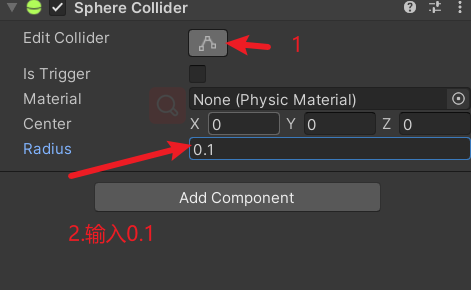 Sphere Collider
Edit Collider 1
Is Trigger
Material None (Physic Material)
Center X 0 Y 0 Z 0
Radius 0.1
Add Component
2.输入0.1